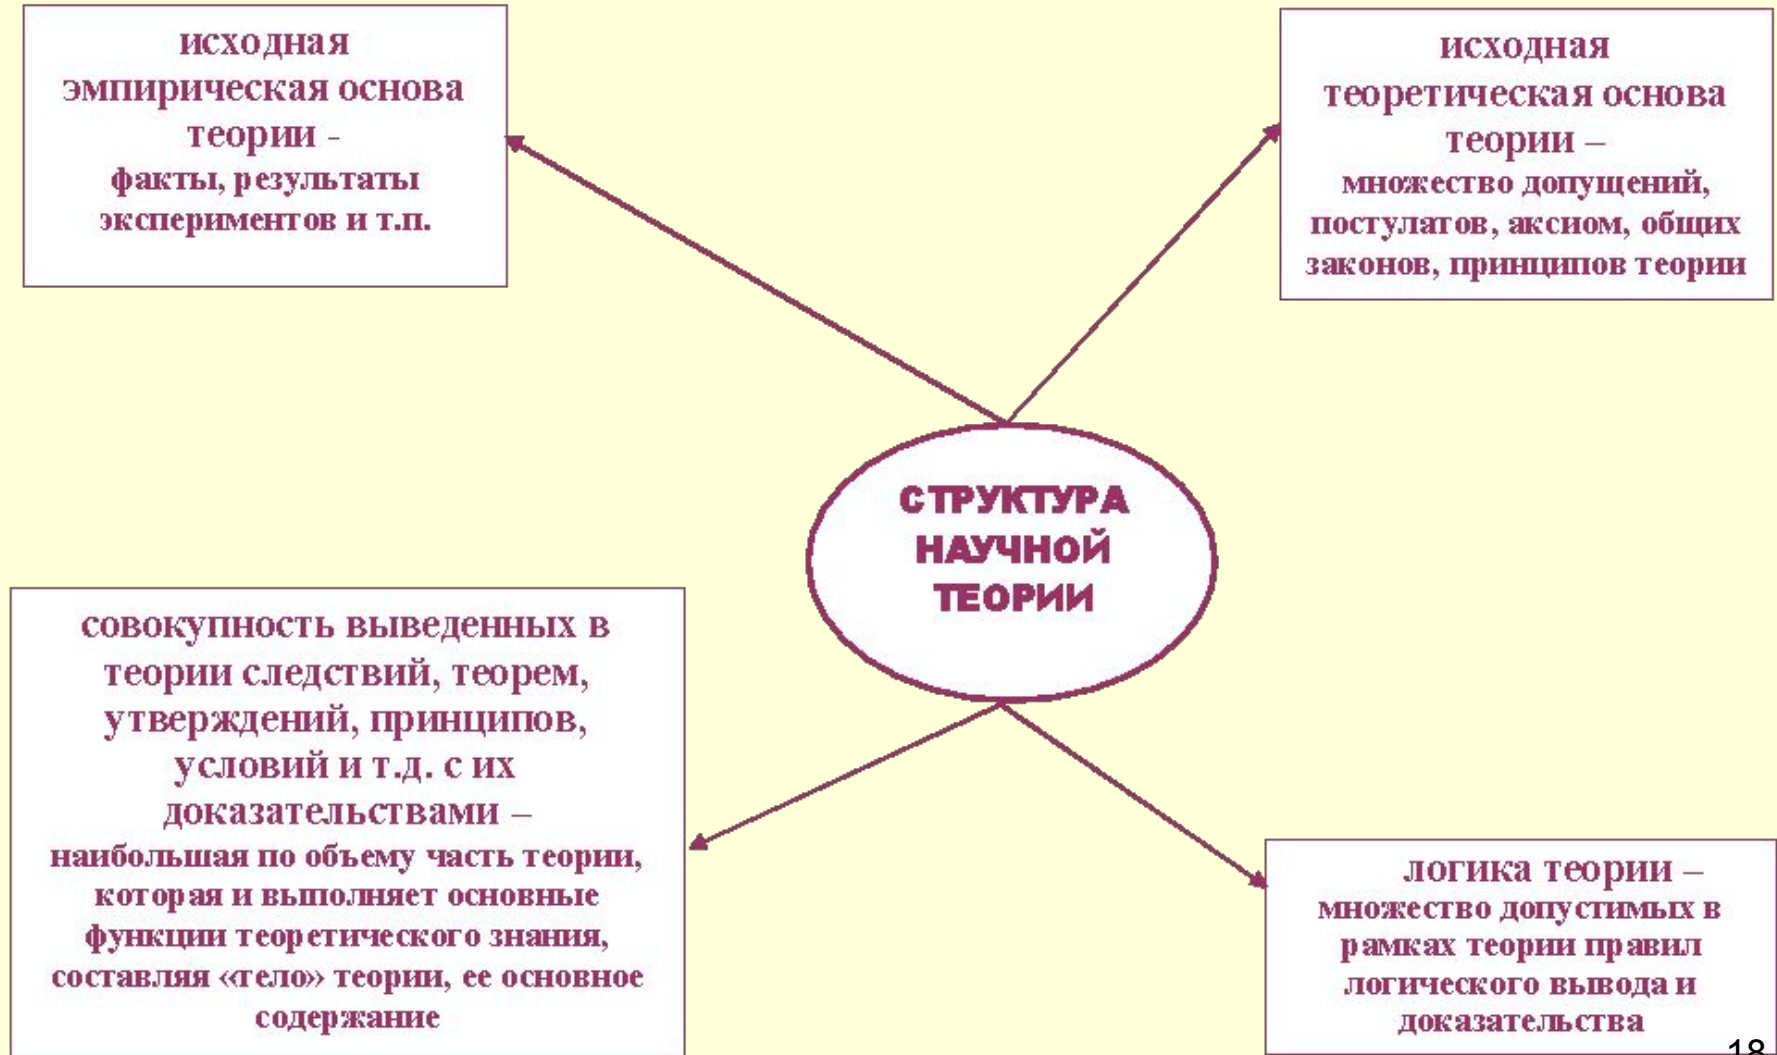 исходная
эмпирическая основа
теории -
факты, результаты
экспериментов и т.п.
исходная
теоретическая основа
теории –
множество допущений,
постулатов, аксиом, общих
законов, принципов теории
СТРУКТУРА
НАУЧНОЙ
ТЕОРИИ
совокупность выведенных в
теории следствий, теорем,
утверждений, принципов,
условий и т.д. с их
доказательствами –
наибольшая по объему часть теории,
которая и выполняет основные
функции теоретического знания,
составляя «тело» теории, ее основное
содержание
логика теории –
множество допустимых в
рамках теории правил
логического вывода и
доказательства
18